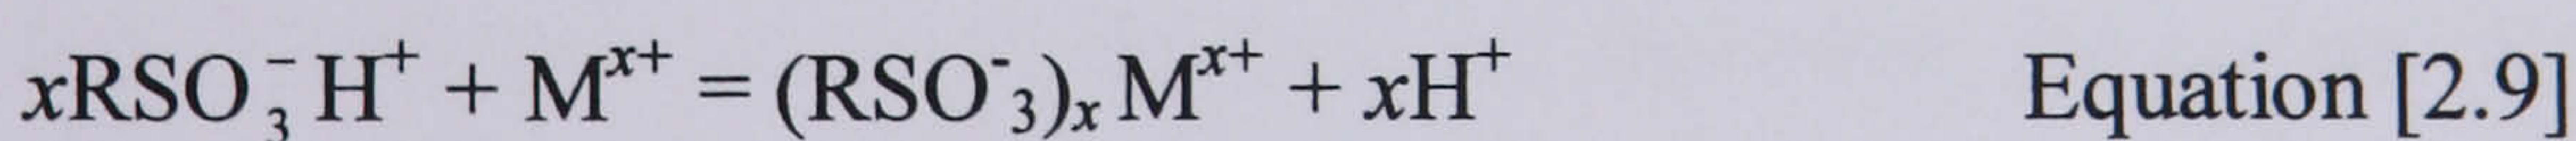 xRSO₃⁻H⁺ + Mˣ⁺ = (RSO⁻₃)ₓ Mˣ⁺ + xH⁺ Equation [2.9]